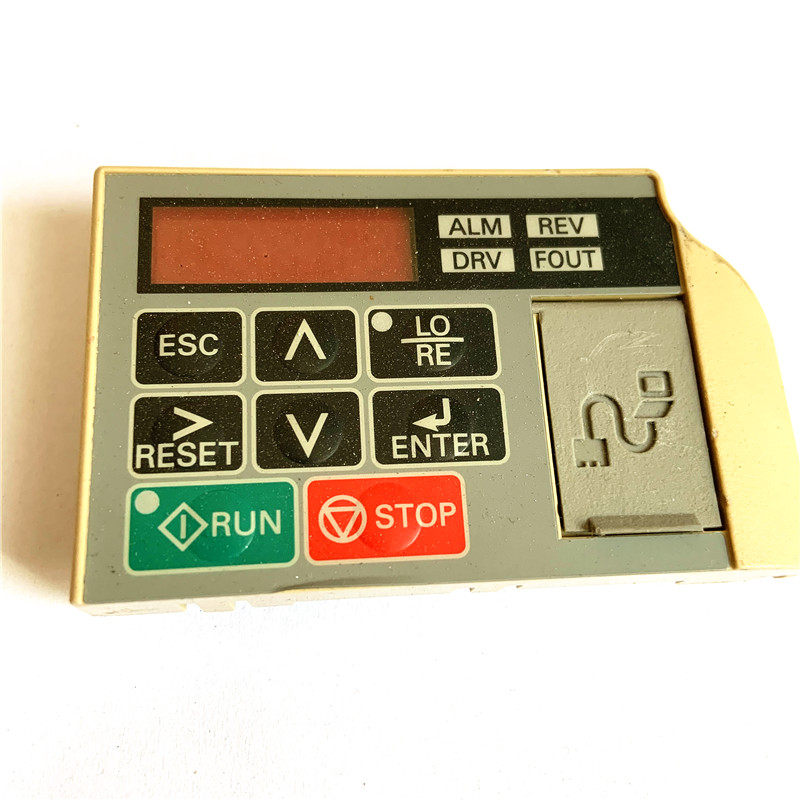 ALM REV
DRV FOUT
ESC LO
RE
RESET ENTER
RUN STOP